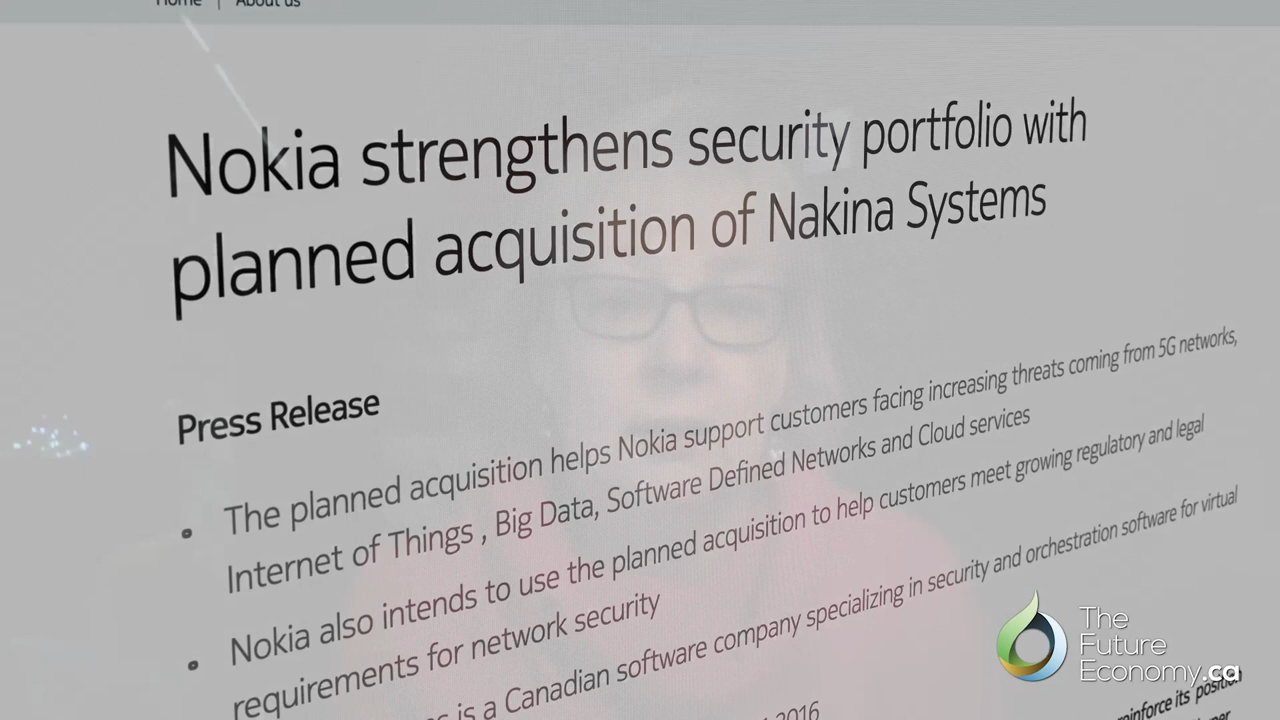 Home | About us
Nokia strengthens security portfolio with
planned acquisition of Nakina Systems
Press Release
• The planned acquisition helps Nokia support customers facing increasing threats coming from 5G networks,
Internet of Things , Big Data, Software Defined Networks and Cloud services
• Nokia also intends to use the planned acquisition to help customers meet growing regulatory and legal
requirements for network security
is a Canadian software company specializing in security and orchestration software for virtual
2016
reinforce its position
The
Future
Economy.ca